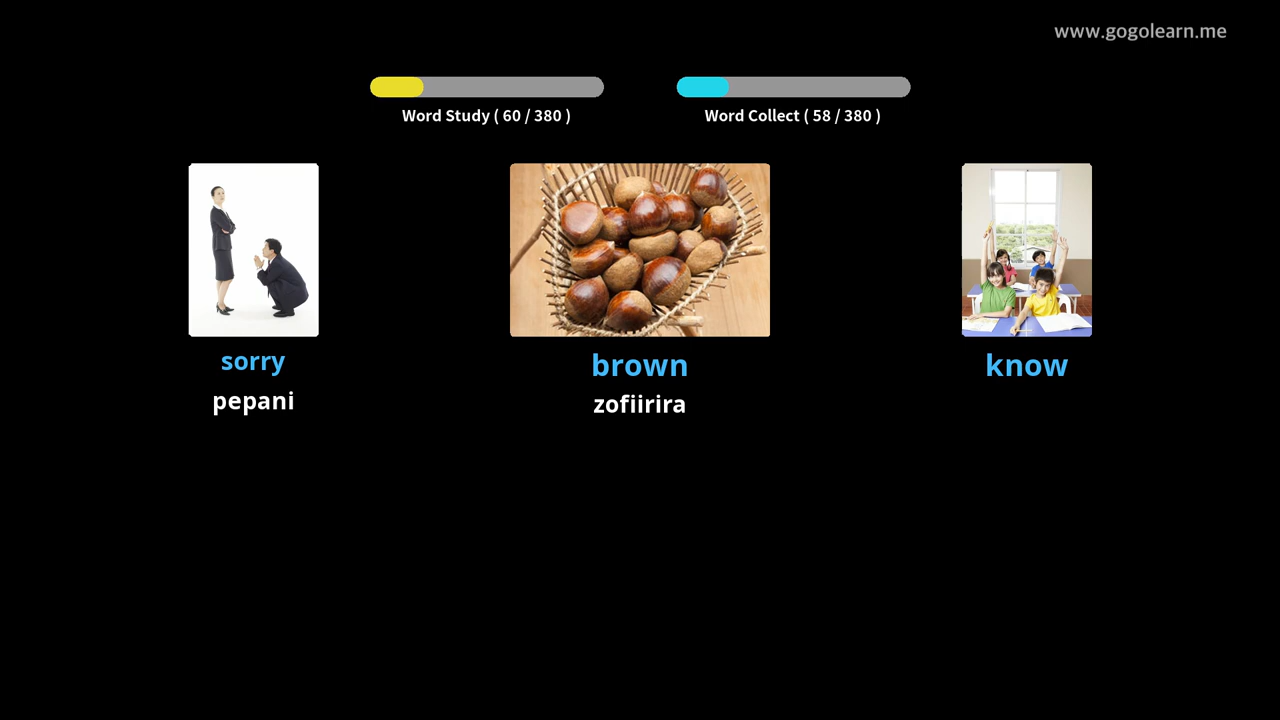 www.gogolearn.me
Word Study ( 60 / 380 )
Word Collect ( 58 / 380 )
sorry
pepani
brown
zofiirira
know